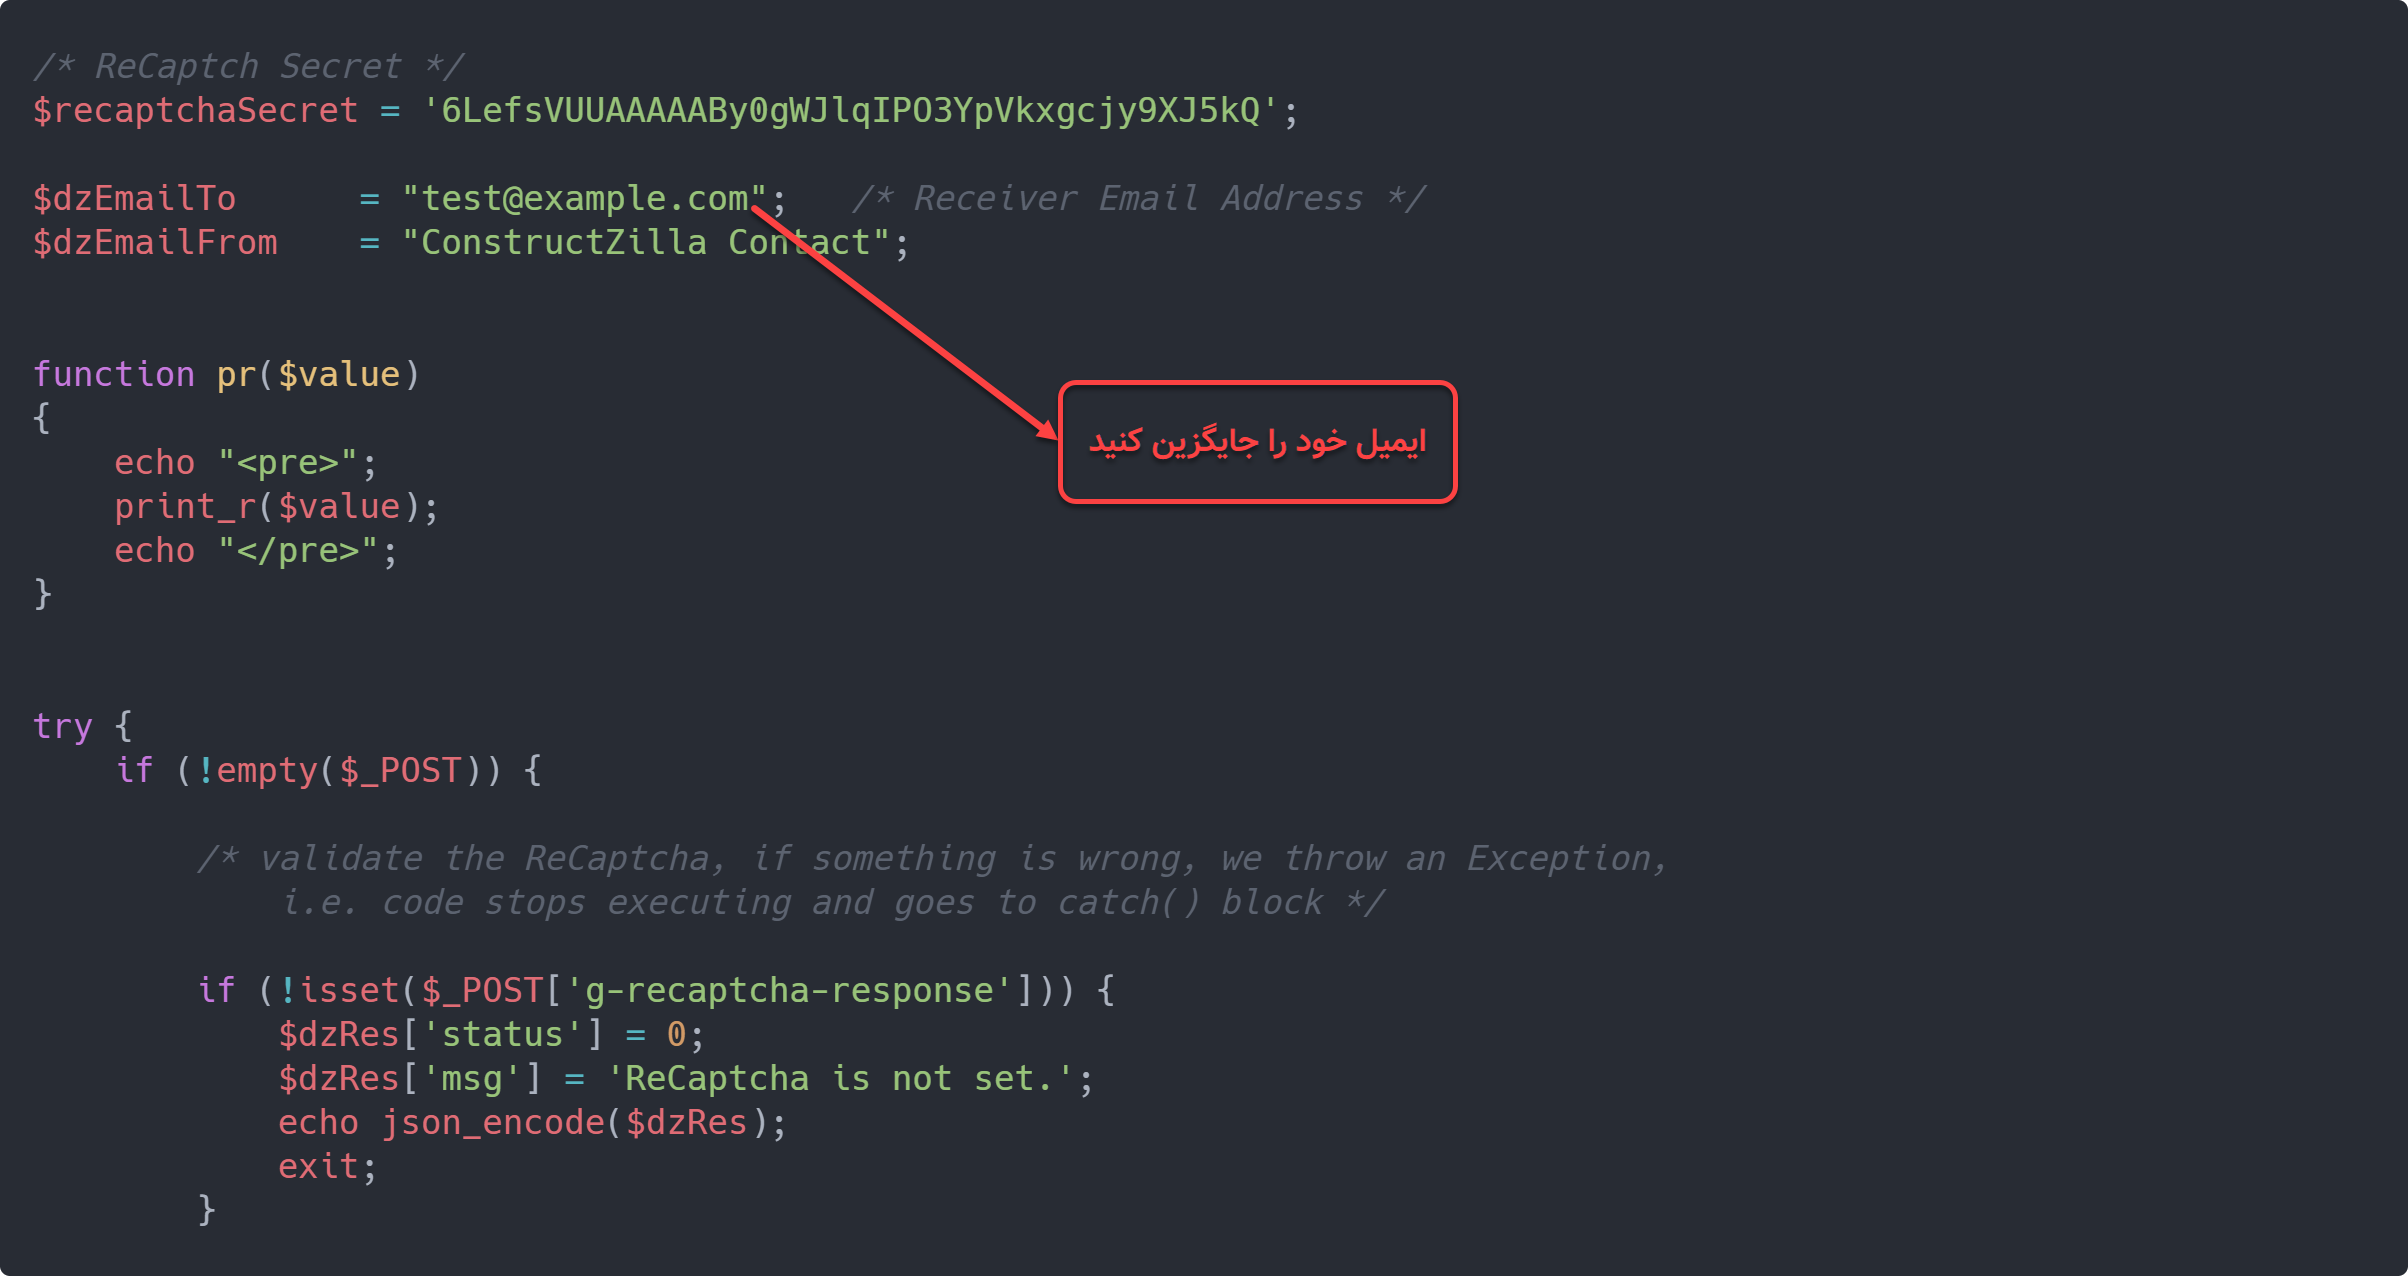 /* ReCaptch Secret */
$recaptchaSecret = '6LefsVUUAAAAABy0gWJlqIPO3YpVkxgcjy9XJ5kQ';
$dzEmailTo      = "test@example.com";   /* Receiver Email Address */
$dzEmailFrom    = "ConstructZilla Contact";
function pr($value)
{
ایمیل خود را جایگزین کنید
    echo "<pre>";
    print_r($value);
    echo "</pre>";
}
try {
    if (!empty($_POST)) {
        /* validate the ReCaptcha, if something is wrong, we throw an Exception,
            i.e. code stops executing and goes to catch() block */
        if (!isset($_POST['g-recaptcha-response'])) {
            $dzRes['status'] = 0;
            $dzRes['msg'] = 'ReCaptcha is not set.';
            echo json_encode($dzRes);
            exit;
        }